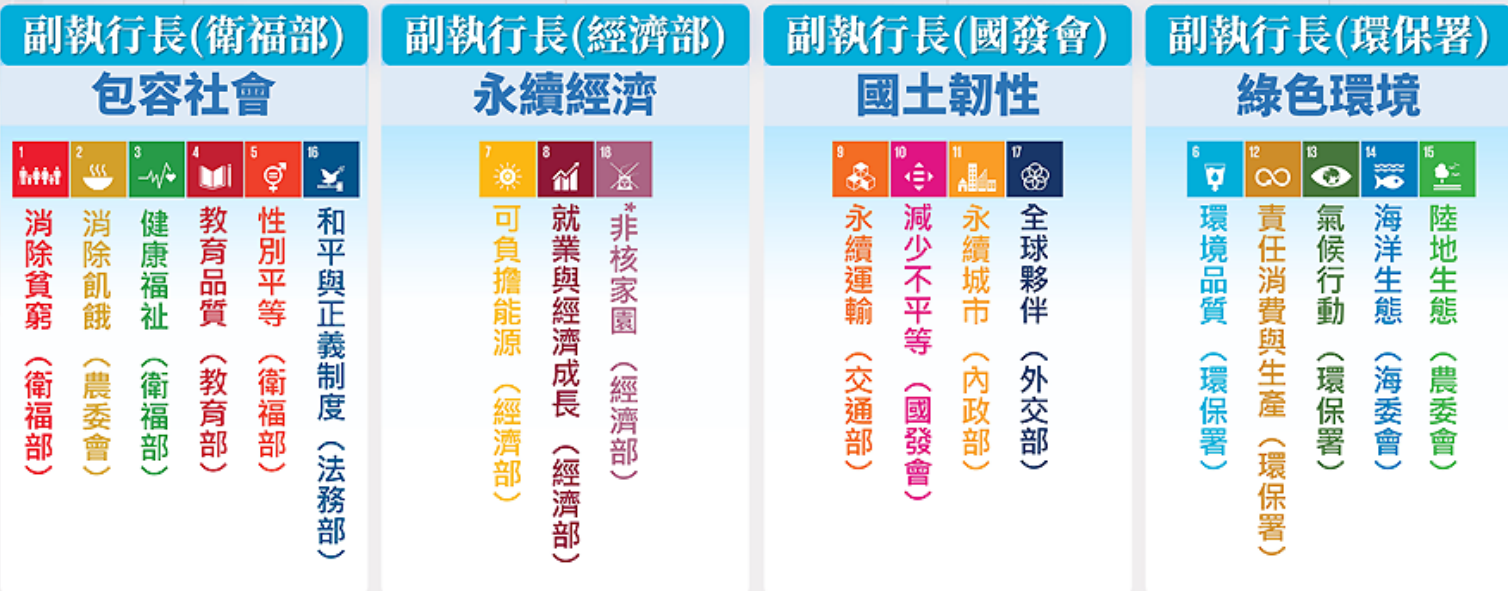 副執行長(衛福部)
包容社會
1
消除貧窮（衛福部）
2
消除飢餓（農委會）
3
健康福祉（衛福部）
4
教育品質（教育部）
5
性別平等（衛福部）
16
和平與正義制度（法務部）
副執行長(經濟部)
永續經濟
7
可負擔能源（經濟部）
8
就業與經濟成長（經濟部）
18
*非核家園（經濟部）
副執行長(國發會)
國土韌性
9
永續運輸（交通部）
10
減少不平等（國發會）
11
永續城市（內政部）
17
全球夥伴（外交部）
副執行長(環保署)
綠色環境
6
環境品質（環保署）
12
責任消費與生產（環保署）
13
氣候行動（環保署）
14
海洋生態（海委會）
15
陸地生態（農委會）